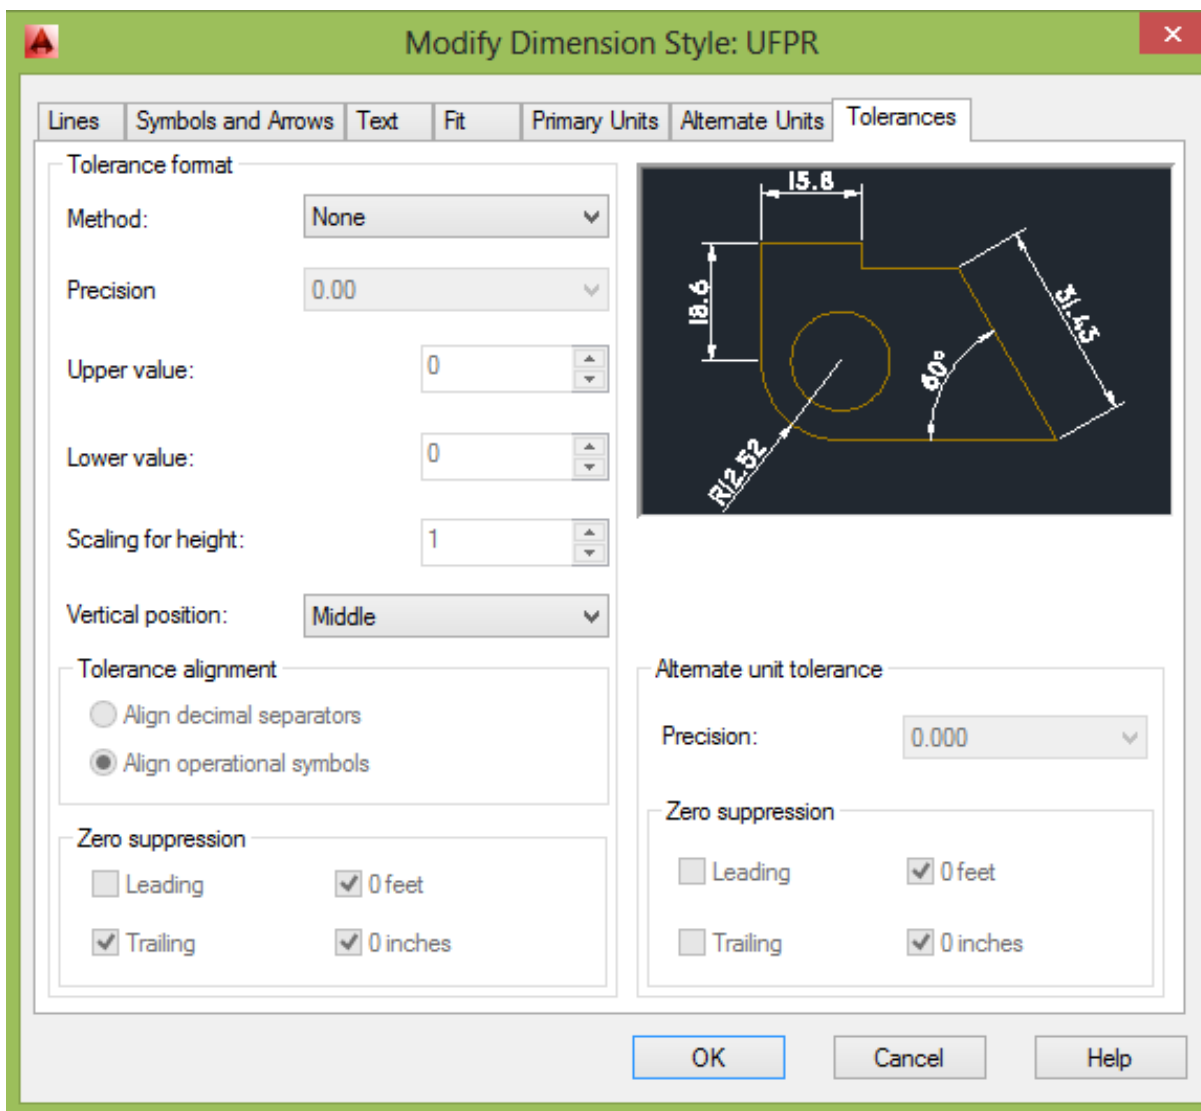 Modify Dimension Style: UFPR
Lines Symbols and Arrows Text Fit Primary Units Alternate Units Tolerances
Tolerance format
Method: None
Precision 0.00
Upper value: 0
Lower value: 0
Scaling for height: 1
Vertical position: Middle
Tolerance alignment
Align decimal separators
Align operational symbols
Zero suppression
Leading 0 feet
Trailing 0 inches
15.8
18.6
31.43
60°
R12.52
Alternate unit tolerance
Precision: 0.000
Zero suppression
Leading 0 feet
Trailing 0 inches
OK Cancel Help